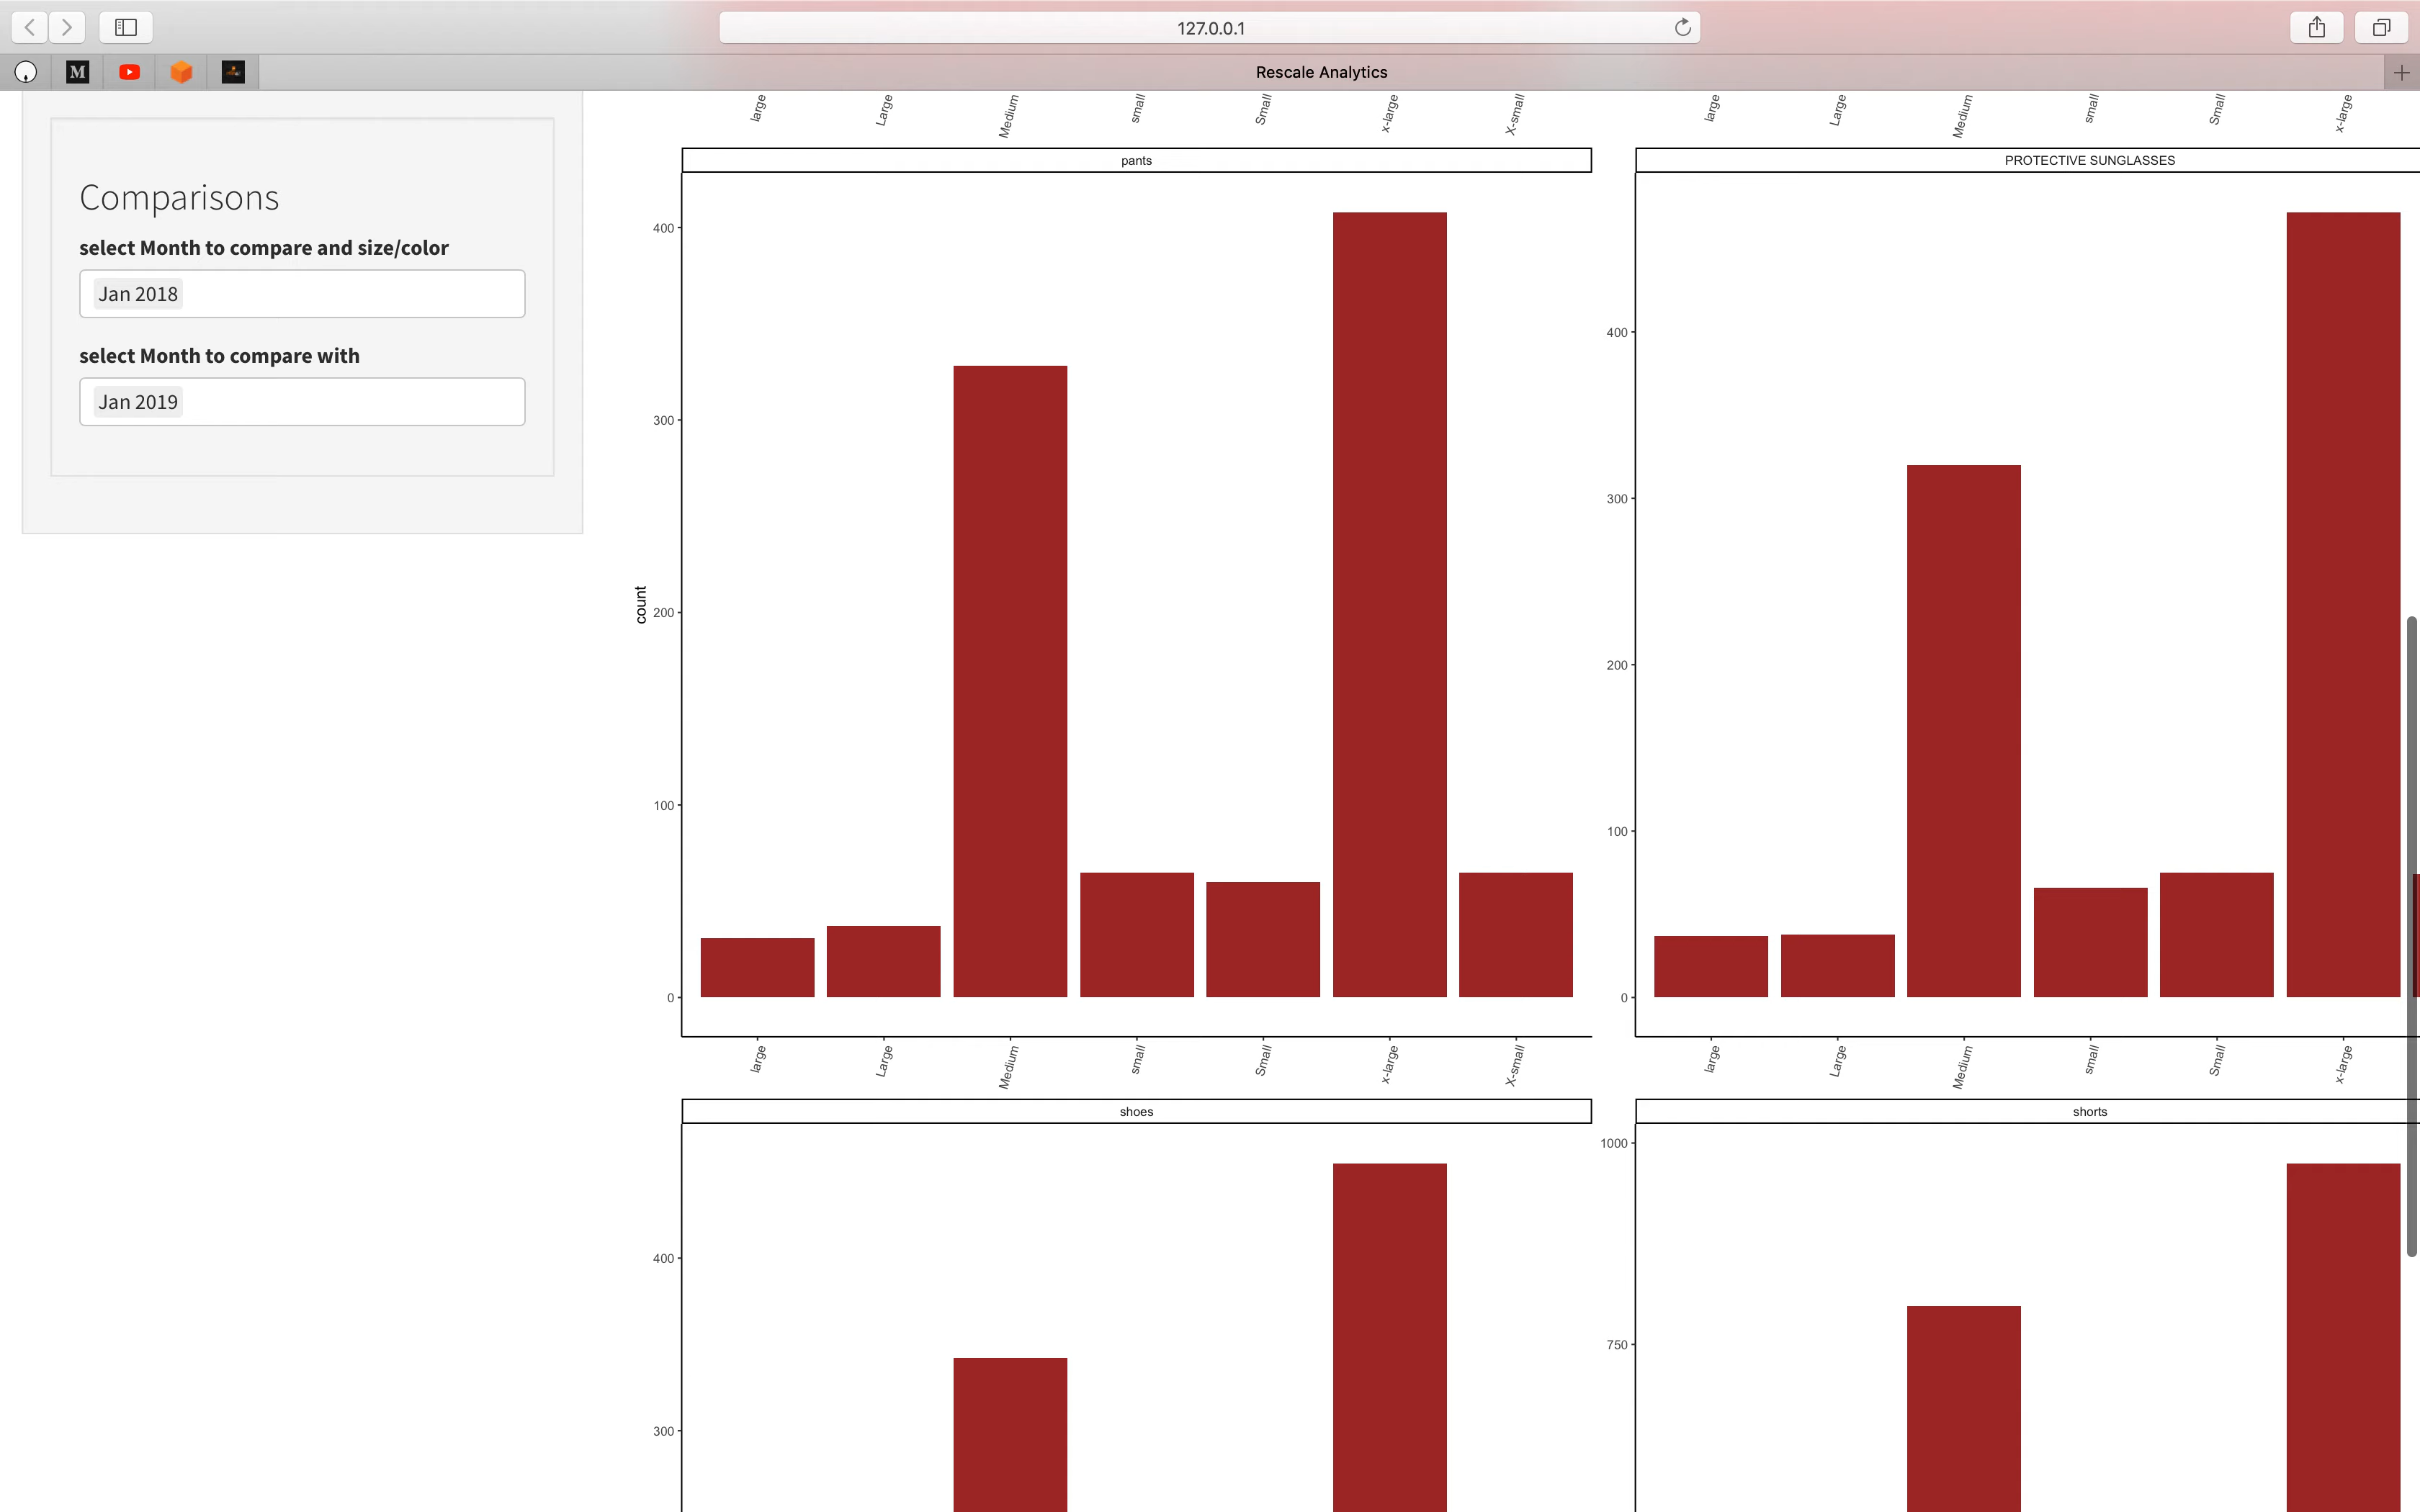 127.0.0.1
M
Rescale Analytics
large Large Medium small Small x-large X-small
large Large Medium small Small x-large
Comparisons
select Month to compare and size/color
Jan 2018
select Month to compare with
Jan 2019
pants
400
300
200
100
0
count
large Large Medium small Small x-large X-small
PROTECTIVE SUNGLASSES
400
300
200
100
0
large Large Medium small Small x-large
shoes
400
300
shorts
1000
750